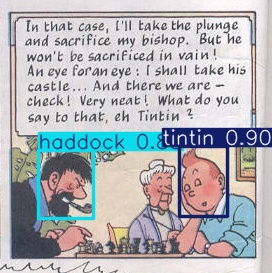 In that case, I'll take the plunge
and sacrifice my bishop. But he
won't be sacrificed in vain!
An eye for an eye: I shall take his
castle... And there we are —
check! Very neat! What do you
say to that, eh Tintin?
haddock 0.8
tintin 0.90